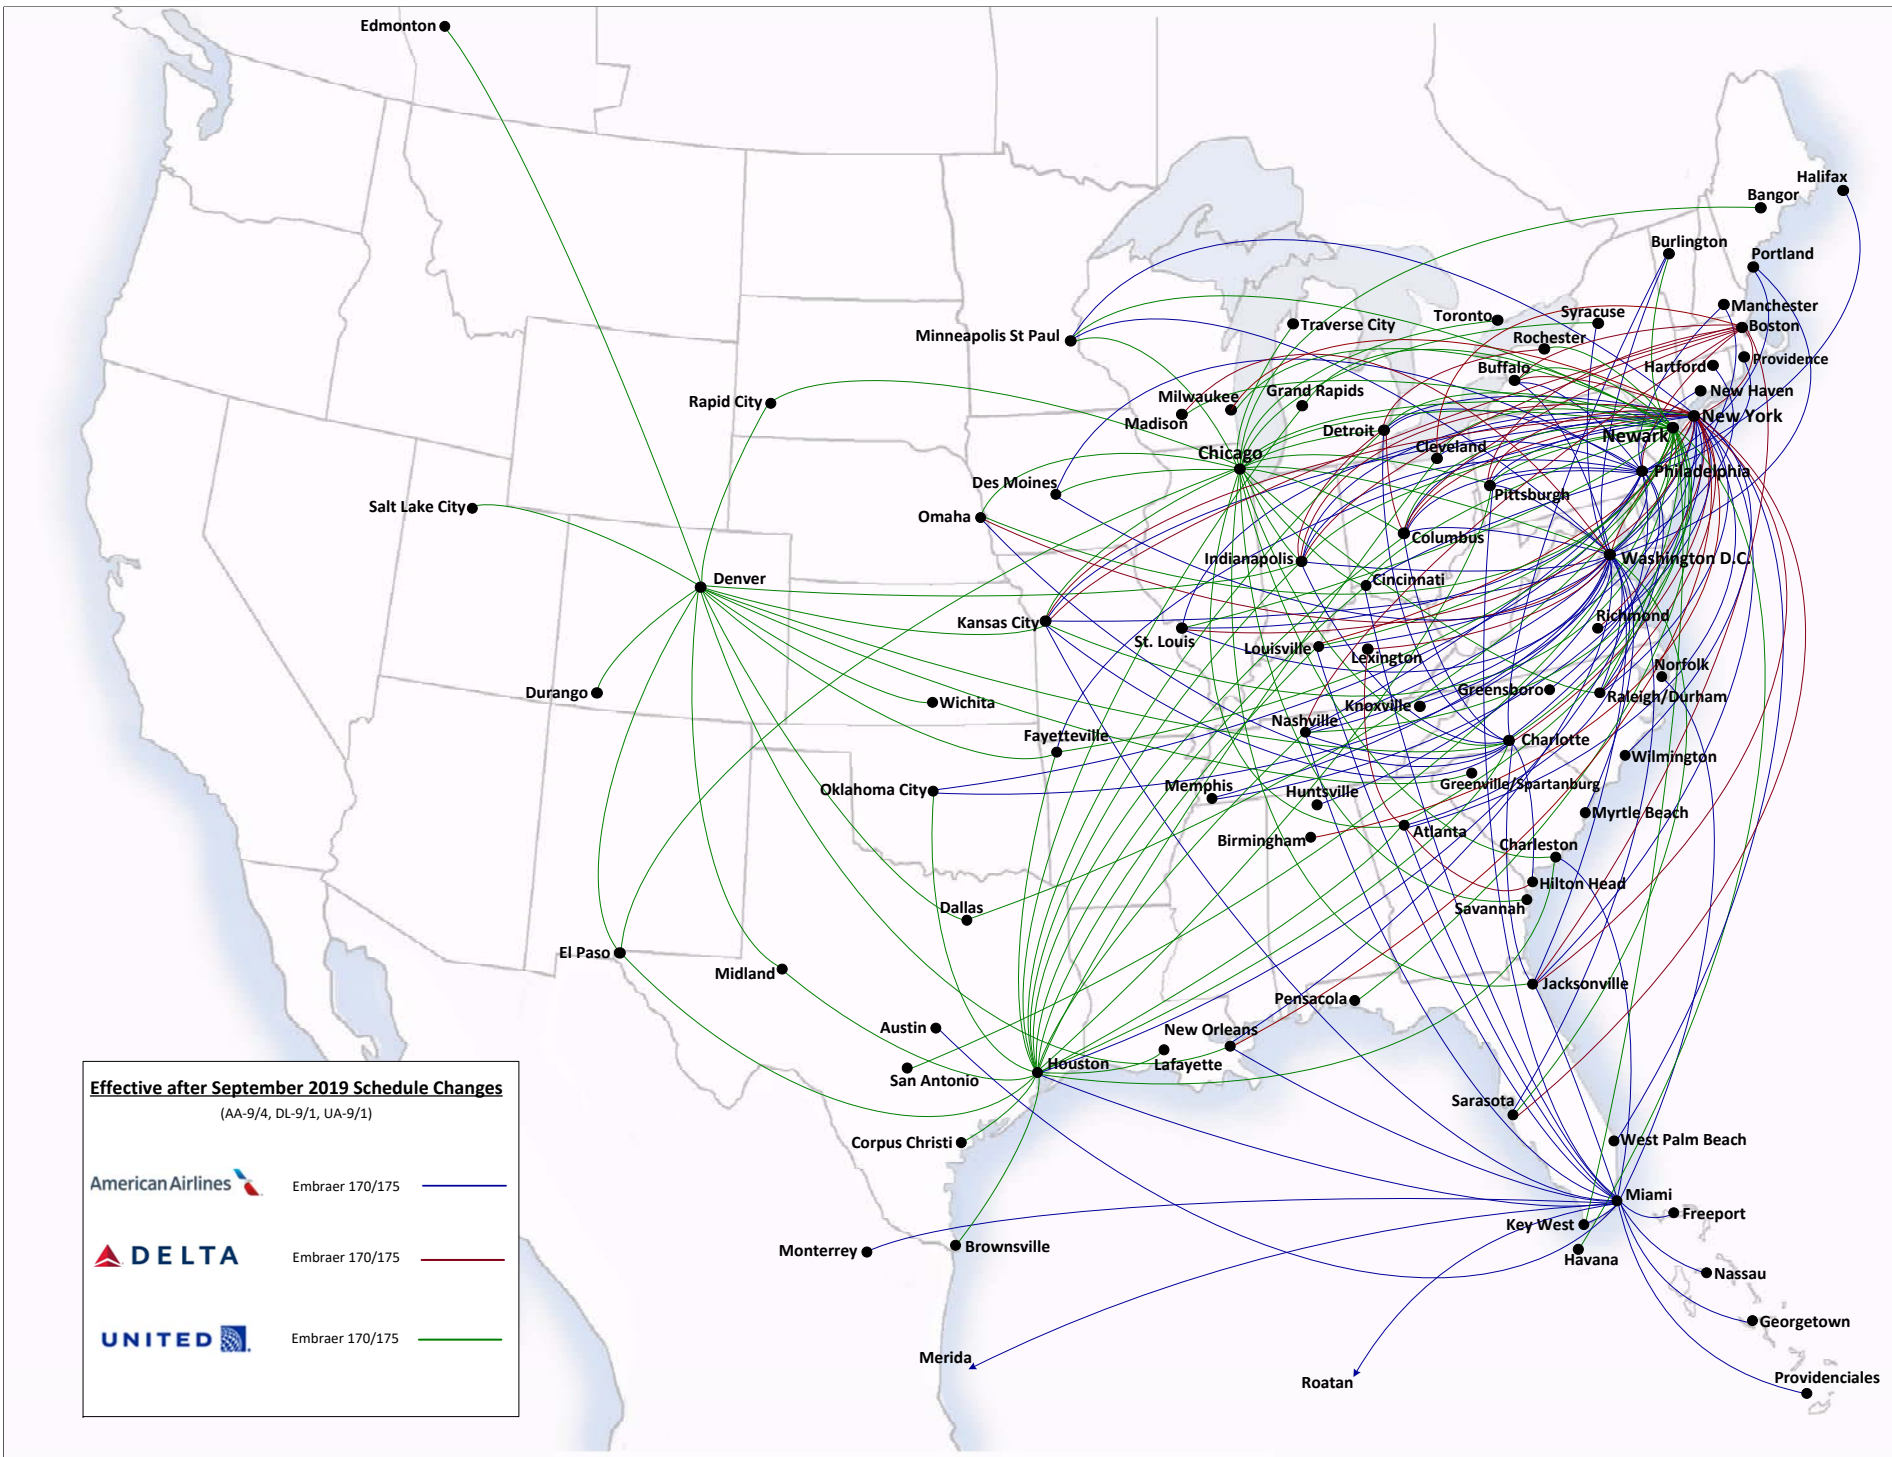 Edmonton
Halifax
Bangor
Burlington
Portland
Manchester
Toronto
Syracuse
Boston
Minneapolis St Paul
Traverse City
Rochester
Providence
Buffalo
Hartford
Rapid City
Milwaukee
Grand Rapids
New Haven
Madison
New York
Detroit
Newark
Chicago
Cleveland
Philadelphia
Des Moines
Pittsburgh
Salt Lake City
Omaha
Columbus
Indianapolis
Washington D.C.
Denver
Cincinnati
Kansas City
Richmond
St. Louis
Louisville
Lexington
Norfolk
Durango
Greensboro
Raleigh/Durham
Wichita
Knoxville
Nashville
Fayetteville
Charlotte
Wilmington
Oklahoma City
Memphis
Huntsville
Greenville/Spartanburg
Myrtle Beach
Birmingham
Atlanta
Charleston
Hilton Head
Dallas
Savannah
El Paso
Midland
Jacksonville
Pensacola
Austin
New Orleans
Houston
Lafayette
San Antonio
Sarasota
Corpus Christi
West Palm Beach
Miami
Freeport
Key West
Monterrey
Brownsville
Havana
Nassau
Georgetown
Merida
Roatan
Providenciales
Effective after September 2019 Schedule Changes
(AA-9/4, DL-9/1, UA-9/1)
American Airlines Embraer 170/175
DELTA Embraer 170/175
UNITED Embraer 170/175